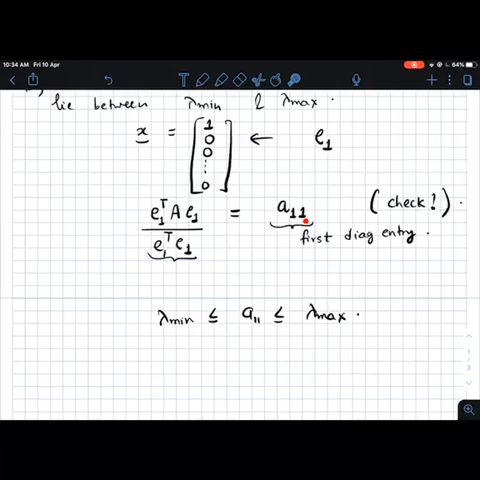 10:34 AM Fri 10 Apr 64%
lie between λmin & λmax.
x = [1 0 0 ⋮ 0] ← e₁
e₁ᵀ A e₁ / e₁ᵀ e₁ = a₁₁ (check!).
first diag entry.
λmin ≤ a₁₁ ≤ λmax.